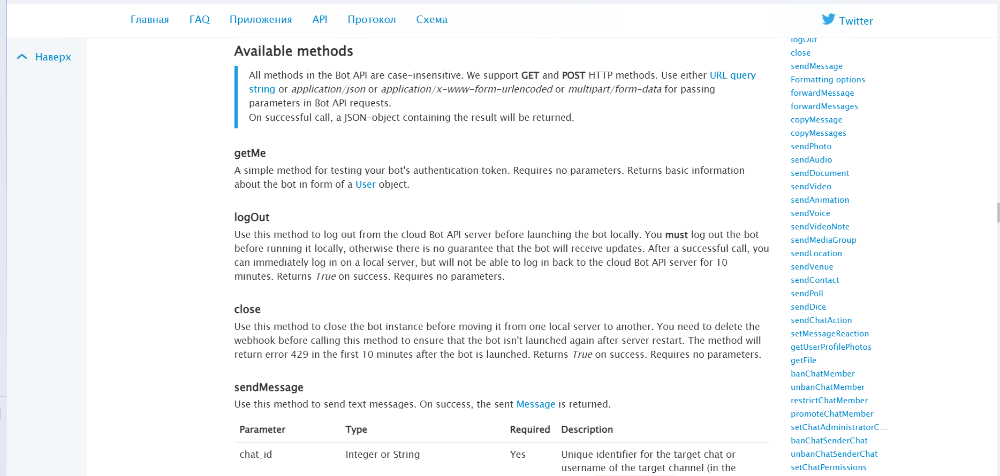 Главная FAQ Приложения API Протокол Схема Twitter
Наверх
Available methods
All methods in the Bot API are case-insensitive. We support GET and POST HTTP methods. Use either URL query
string or application/json or application/x-www-form-urlencoded or multipart/form-data for passing
parameters in Bot API requests.
On successful call, a JSON-object containing the result will be returned.
getMe
A simple method for testing your bot's authentication token. Requires no parameters. Returns basic information
about the bot in form of a User object.
logOut
Use this method to log out from the cloud Bot API server before launching the bot locally. You must log out the bot
before running it locally, otherwise there is no guarantee that the bot will receive updates. After a successful call, you
can immediately log in on a local server, but will not be able to log in back to the cloud Bot API server for 10
minutes. Returns True on success. Requires no parameters.
close
Use this method to close the bot instance before moving it from one local server to another. You need to delete the
webhook before calling this method to ensure that the bot isn't launched again after server restart. The method will
return error 429 in the first 10 minutes after the bot is launched. Returns True on success. Requires no parameters.
sendMessage
Use this method to send text messages. On success, the sent Message is returned.
Parameter Type Required Description
chat_id Integer or String Yes Unique identifier for the target chat or
username of the target channel (in the
logOut
close
sendMessage
Formatting options
forwardMessage
forwardMessages
copyMessage
copyMessages
sendPhoto
sendAudio
sendDocument
sendVideo
sendAnimation
sendVoice
sendVideoNote
sendMediaGroup
sendLocation
sendVenue
sendContact
sendPoll
sendDice
sendChatAction
setMessageReaction
getUserProfilePhotos
getFile
banChatMember
unbanChatMember
restrictChatMember
promoteChatMember
setChatAdministratorC...
banChatSenderChat
unbanChatSenderChat
setChatPermissions